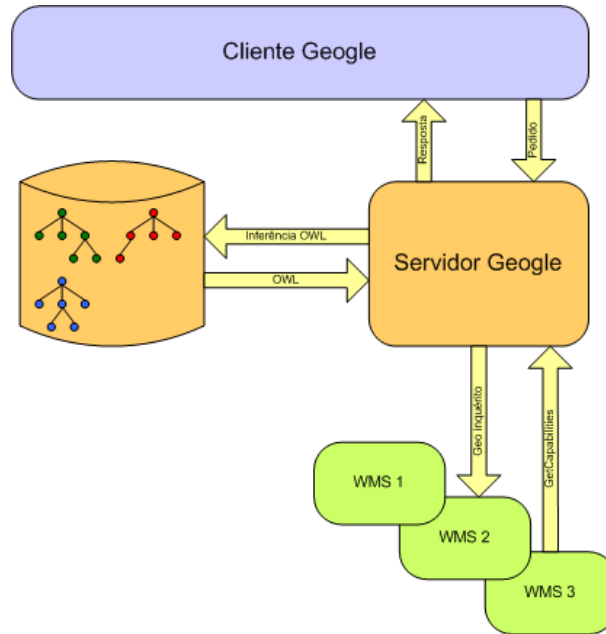 Cliente Geogle
Resposta
Pedido
Inferência OWL
Servidor Geogle
OWL
Geo inquérito
GetCapabilities
WMS 1
WMS 2
WMS 3